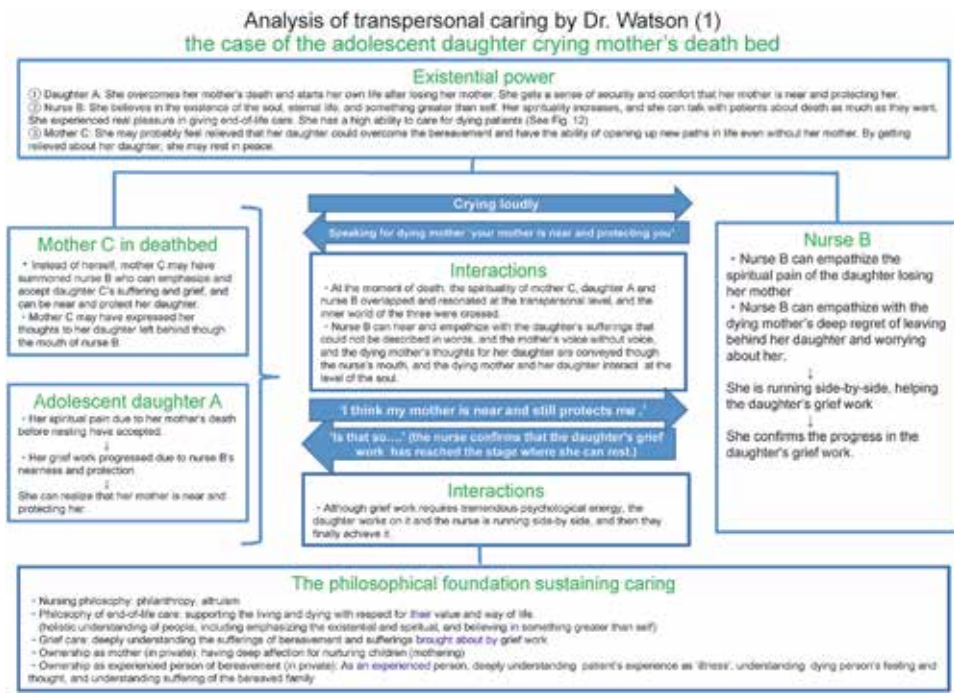 Analysis of transpersonal caring by Dr. Watson (1)
the case of the adolescent daughter crying mother's death bed
Existential power
① Daughter A: She overcomes her mother's death and starts her own life after losing her mother. She gets a sense of security and comfort that her mother is near and protecting her.
② Nurse B: She believes in the existence of the soul, eternal life, and something greater than self. Her spirituality increases, and she can talk with patients about death as much as they want.
She experienced real pleasure in giving end-of-life care. She has a high ability to care for dying patients (See Fig. 12)
③ Mother C: She may probably feel relieved that her daughter could overcome the bereavement and have the ability of opening up new paths in life even without her mother. By getting
relieved about her daughter, she may rest in peace.
Crying loudly
Speaking for dying mother 'your mother is near and protecting you'
Mother C in deathbed
・Instead of herself, mother C may have
summoned nurse B who can emphasize and
accept daughter C's suffering and grief, and
can be near and protect her daughter.
・Mother C may have expressed her
thoughts to her daughter left behind though
the mouth of nurse B.
Interactions
・At the moment of death, the spirituality of mother C, daughter A and
nurse B overlapped and resonated at the transpersonal level, and the
inner world of the three were crossed.
・Nurse B can hear and empathize with the daughter's sufferings that
could not be described in words, and the mother's voice without voice,
and the dying mother's thoughts for her daughter are conveyed though
the nurse's mouth, and the dying mother and her daughter interact at the
level of the soul.
Nurse B
・Nurse B can empathize the
spiritual pain of the daughter losing
her mother
・Nurse B can empathize with the
dying mother's deep regret of leaving
behind her daughter and worrying
about her.
↓
She is running side-by-side, helping
the daughter's grief work
↓
She confirms the progress in the
daughter's grief work.
Adolescent daughter A
・Her spiritual pain due to her mother's death
before having accepted.
↓
・Her grief work progressed due to nurse B's
nearness and protection
↓
She can realize that her mother is near and
protecting her
'I think my mother is near and still protects me .'
'Is that so....' (the nurse confirms that the daughter's grief
work has reached the stage where she can rest.)
Interactions
・Although grief work requires tremendous psychological energy, the
daughter works on it and the nurse is running side-by side, and then they
finally achieve it.
The philosophical foundation sustaining caring
・Nursing philosophy: philanthropy, altruism
・Philosophy of end-of-life care: supporting the living and dying with respect for their value and way of life.
(holistic understanding of people, including emphasizing the existential and spiritual, and believing in something greater than self)
・Grief care: deeply understanding the sufferings of bereavement and sufferings brought about by grief work
・Ownership as mother (in private): having deep affection for nurturing children (mothering)
・Ownership as experienced person of bereavement (in private): As an experienced person, deeply understanding patient's experience as 'illness', understanding dying person's feeling and
thought, and understanding suffering of the bereaved family